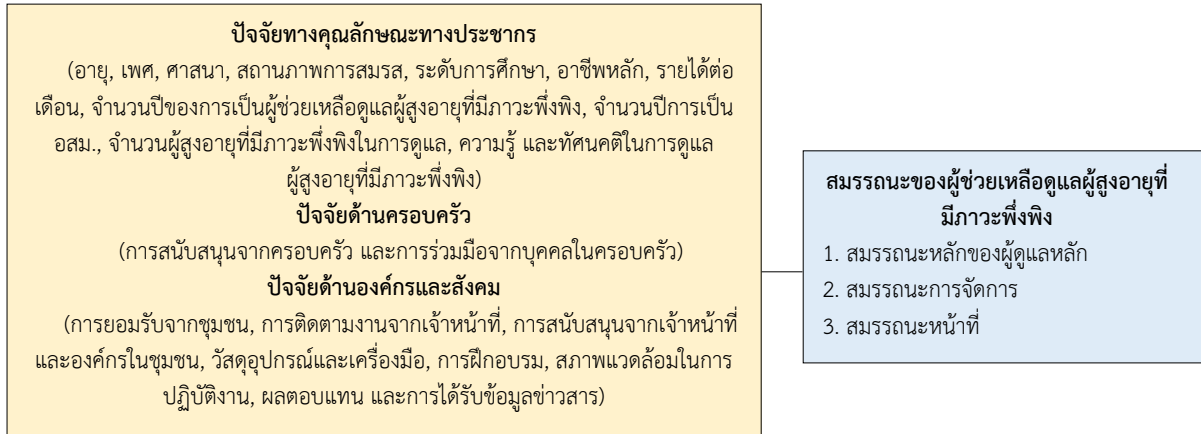 ปัจจัยทางคุณลักษณะทางประชากร
(อายุ, เพศ, ศาสนา, สถานภาพการสมรส, ระดับการศึกษา, อาชีพหลัก, รายได้ต่อ
เดือน, จำนวนปีของการเป็นผู้ช่วยเหลือดูแลผู้สูงอายุที่มีภาวะพึ่งพิง, จำนวนปีการเป็น
อสม., จำนวนผู้สูงอายุที่มีภาวะพึ่งพิงในการดูแล, ความรู้ และทัศนคติในการดูแล
ผู้สูงอายุที่มีภาวะพึ่งพิง)
ปัจจัยด้านครอบครัว
(การสนับสนุนจากครอบครัว และการร่วมมือจากบุคคลในครอบครัว)
ปัจจัยด้านองค์กรและสังคม
(การยอมรับจากชุมชน, การติดตามงานจากเจ้าหน้าที่, การสนับสนุนจากเจ้าหน้าที่
และองค์กรในชุมชน, วัสดุอุปกรณ์และเครื่องมือ, การฝึกอบรม, สภาพแวดล้อมในการ
ปฏิบัติงาน, ผลตอบแทน และการได้รับข้อมูลข่าวสาร)
สมรรถนะของผู้ช่วยเหลือดูแลผู้สูงอายุที่
มีภาวะพึ่งพิง
1. สมรรถนะหลักของผู้ดูแลหลัก
2. สมรรถนะการจัดการ
3. สมรรถนะหน้าที่